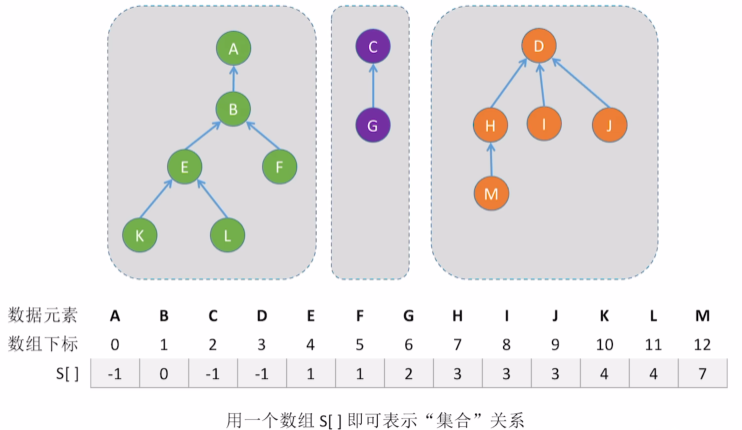 A
B
E
F
K
L
C
G
D
H
I
J
M
数据元素 A B C D E F G H I J K L M
数组下标 0 1 2 3 4 5 6 7 8 9 10 11 12
S[ ] -1 0 -1 -1 1 1 2 3 3 3 4 4 7
用一个数组 S[ ] 即可表示“集合”关系